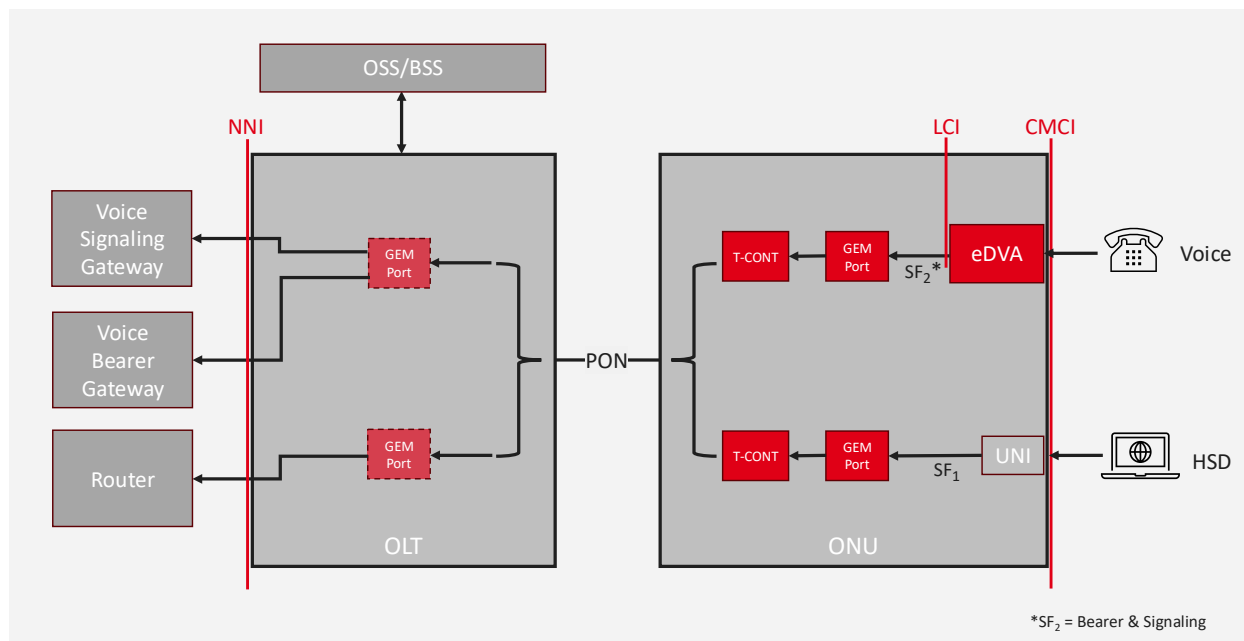 OSS/BSS
NNI
LCI
CMCI
Voice
Signaling
Gateway
GEM
Port
T-CONT
GEM
Port
SF₂*
eDVA
Voice
Voice
Bearer
Gateway
PON
Router
GEM
Port
T-CONT
GEM
Port
SF₁
UNI
HSD
OLT
ONU
*SF₂ = Bearer & Signaling